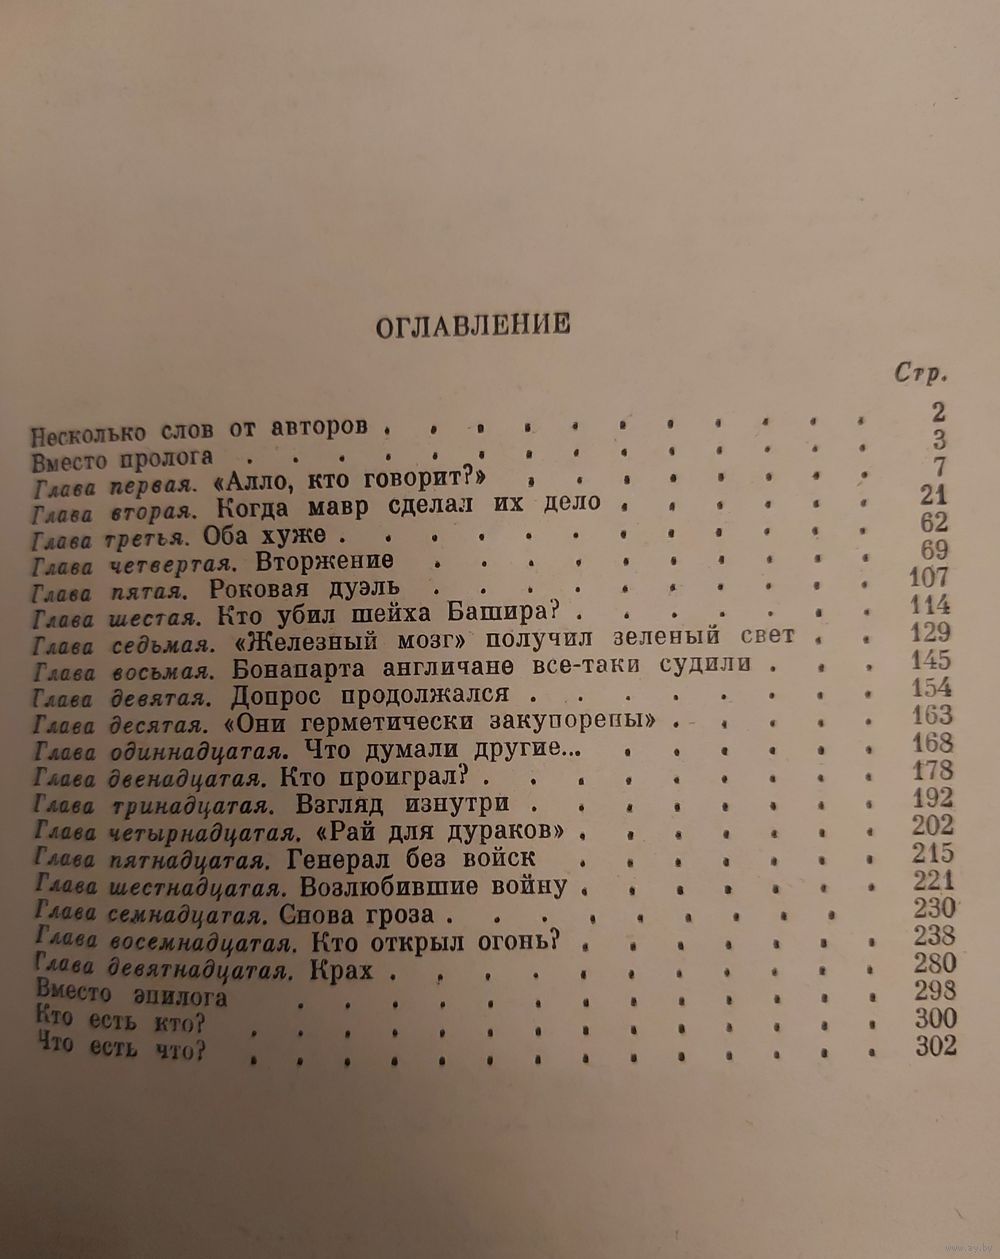 ОГЛАВЛЕНИЕ
Стр.
Несколько слов от авторов . . . . . . . . . . . 2
Вместо пролога . . . . . . . . . . . . . . 3
Глава первая. «Алло, кто говорит?» . . . . . . . . 7
Глава вторая. Когда мавр сделал их дело . . . . . . 21
Глава третья. Оба хуже . . . . . . . . . . . . 62
Глава четвертая. Вторжение . . . . . . . . . . 69
Глава пятая. Роковая дуэль . . . . . . . . . . 107
Глава шестая. Кто убил шейха Башира? . . . . . . . 114
Глава седьмая. «Железный мозг» получил зеленый свет . . 129
Глава восьмая. Бонапарта англичане все-таки судили . . . 145
Глава девятая. Допрос продолжался . . . . . . . . 154
Глава десятая. «Они герметически закупорены» . . . . . 163
Глава одиннадцатая. Что думали другие... . . . . . . 168
Глава двенадцатая. Кто проиграл? . . . . . . . . . 178
Глава тринадцатая. Взгляд изнутри . . . . . . . . 192
Глава четырнадцатая. «Рай для дураков» . . . . . . . 202
Глава пятнадцатая. Генерал без войск . . . . . . . 215
Глава шестнадцатая. Возлюбившие войну . . . . . . . 221
Глава семнадцатая. Снова гроза . . . . . . . . . 230
Глава восемнадцатая. Кто открыл огонь? . . . . . . . 238
Глава девятнадцатая. Крах . . . . . . . . . . . 280
Вместо эпилога . . . . . . . . . . . . . 298
Кто есть кто? . . . . . . . . . . . . . . 300
Что есть что? . . . . . . . . . . . . . . 302
www.ay.by